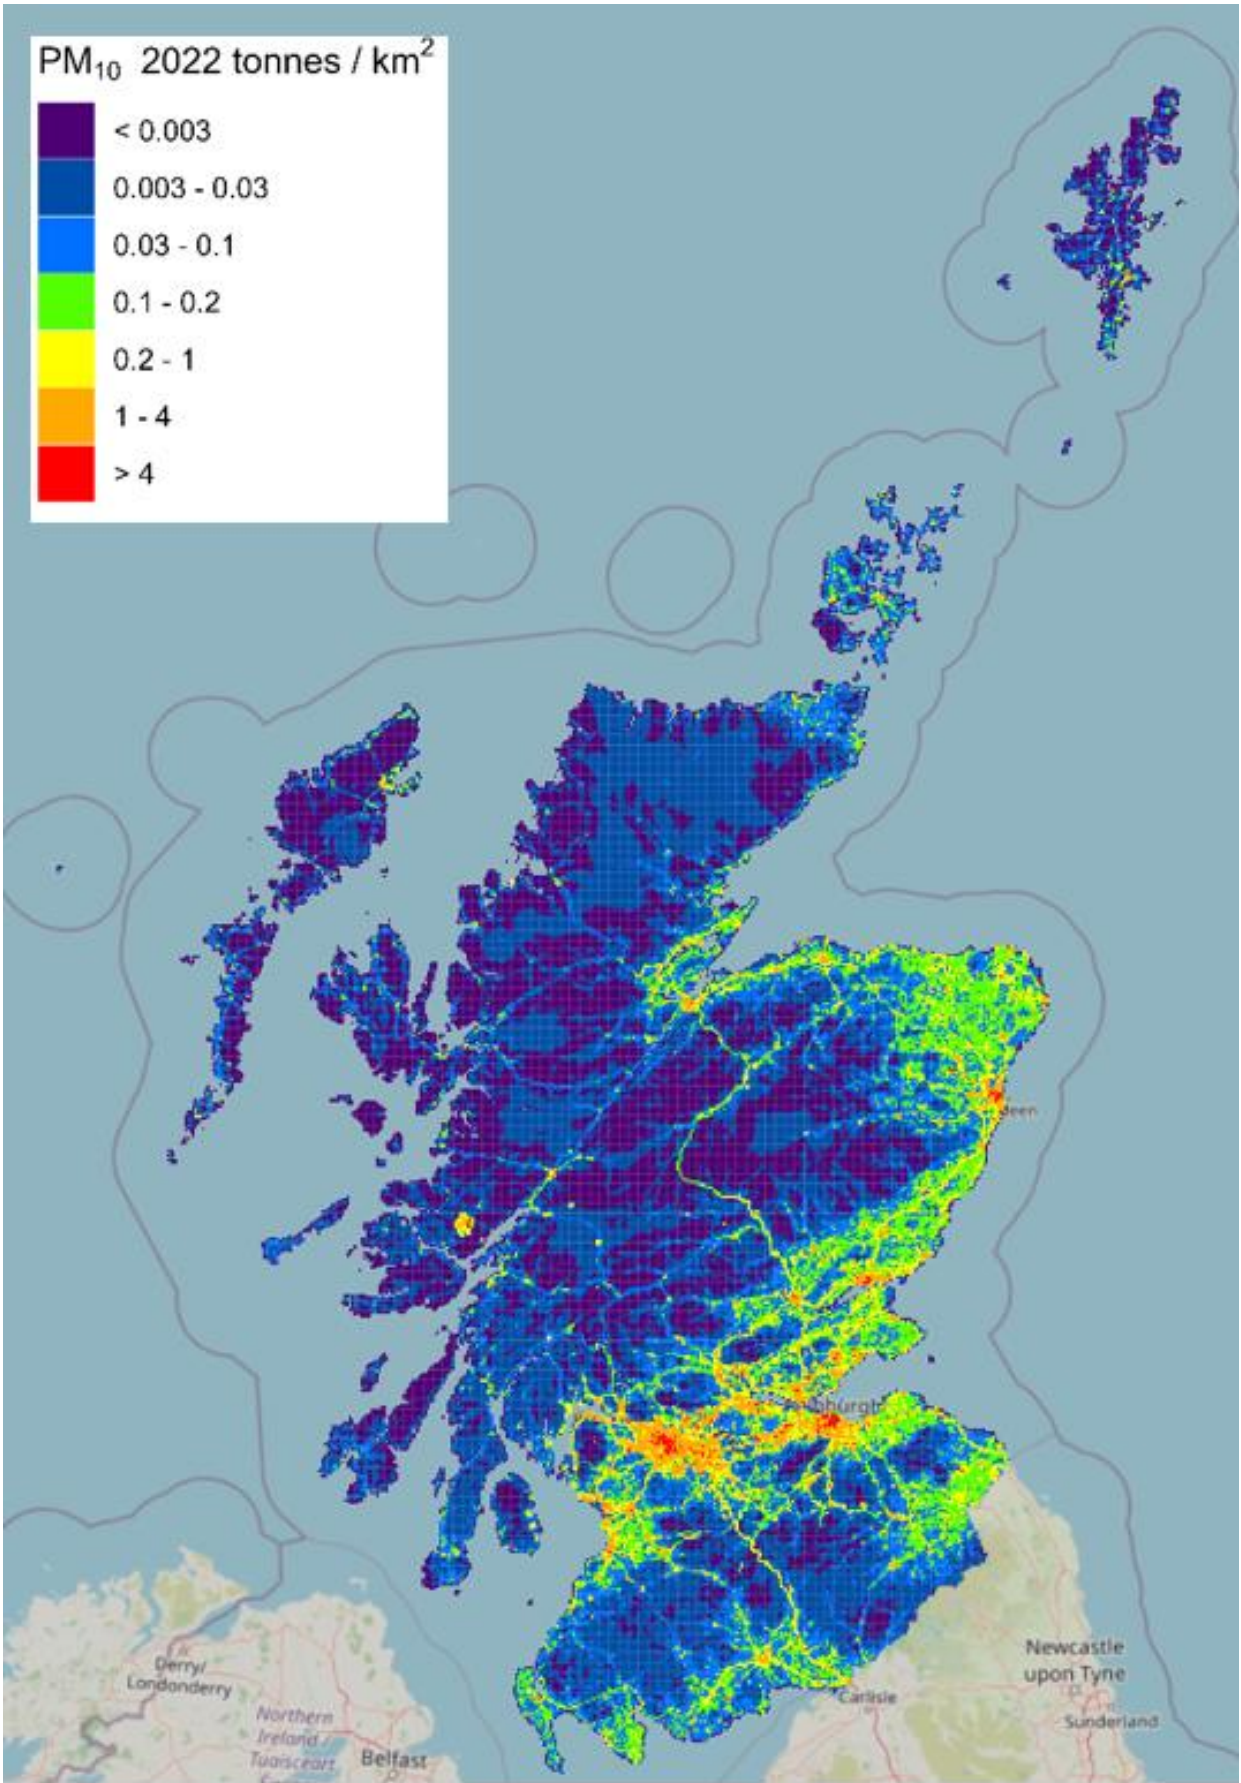 PM₁₀ 2022 tonnes / km²
< 0.003
0.003 - 0.03
0.03 - 0.1
0.1 - 0.2
0.2 - 1
1 - 4
> 4
Derry/
Londonderry
Northern
Ireland /
Tuaisceart
Belfast
Newcastle
upon Tyne
Sunderland
Carlisle